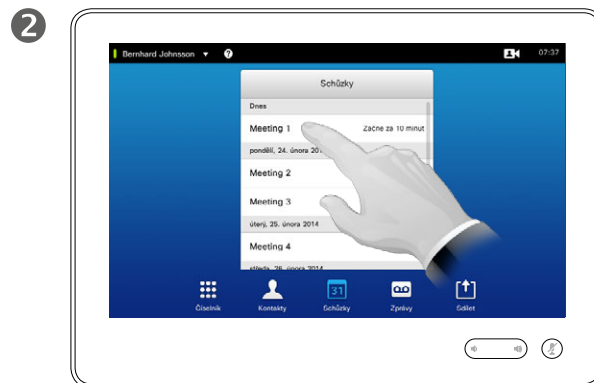 2
Bernhard Johnsson ? 07:37
Schůzky
Dnes
Meeting 1 Začne za 10 minut
pondělí, 24. února 201
Meeting 2
Meeting 3
úterý, 25. února 2014
Meeting 4
středa, 26. února 2014
31
Číselník Kontakty Schůzky Zprávy Sdílet